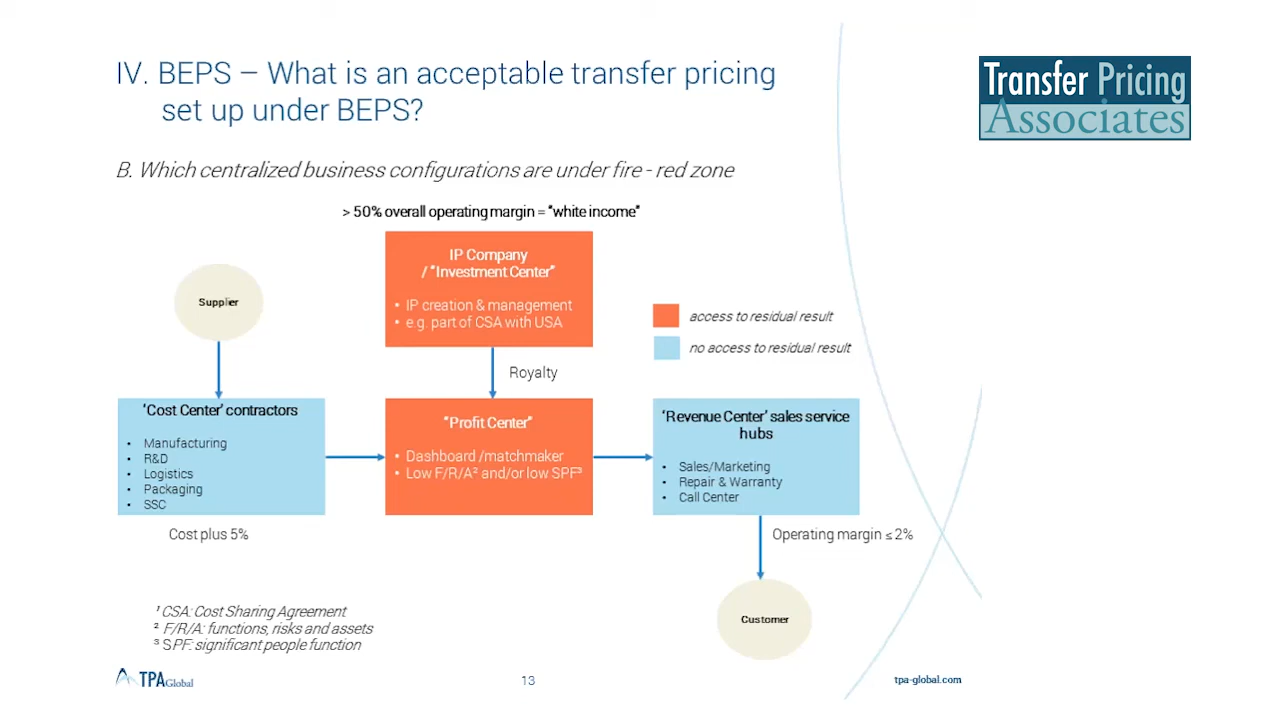 IV. BEPS – What is an acceptable transfer pricing
set up under BEPS?
Transfer Pricing
Associates
B. Which centralized business configurations are under fire - red zone
> 50% overall operating margin = “white income”
IP Company
/ “Investment Center”
• IP creation & management
• e.g. part of CSA with USA
Supplier
access to residual result
no access to residual result
Royalty
‘Cost Center’ contractors
• Manufacturing
• R&D
• Logistics
• Packaging
• SSC
“Profit Center”
• Dashboard /matchmaker
• Low F/R/A² and/or low SPF³
‘Revenue Center’ sales service
hubs
• Sales/Marketing
• Repair & Warranty
• Call Center
Cost plus 5%
Operating margin ≤ 2%
Customer
¹ CSA: Cost Sharing Agreement
² F/R/A: functions, risks and assets
³ SPF: significant people function
TPA Global
13
tpa-global.com